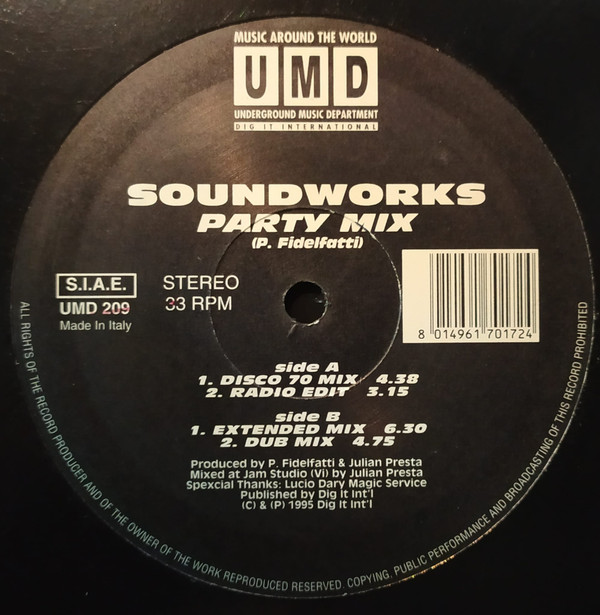 MUSIC AROUND THE WORLD
UMD
UNDERGROUND MUSIC DEPARTMENT
DIG IT INTERNATIONAL
SOUNDWORKS
PARTY MIX
(P. Fidelfatti)
S.I.A.E.
UMD 209
Made In Italy
STEREO
33 RPM
8 014961 701724
side A
1. DISCO 70 MIX 4.38
2. RADIO EDIT 3.15
side B
1. EXTENDED MIX 6.30
2. DUB MIX 4.75
Produced by P. Fidelfatti & Julian Presta
Mixed at Jam Studio (Vi) by Julian Presta
Spexcial Thanks: Lucio Dary Magic Service
Published by Dig It Int'l
(C) & (P) 1995 Dig It Int'l
ALL RIGHTS OF THE RECORD PRODUCER AND OF THE OWNER OF THE WORK REPRODUCED RESERVED. COPYING, PUBLIC PERFORMANCE AND BROADCASTING OF THIS RECORD PROHIBITED